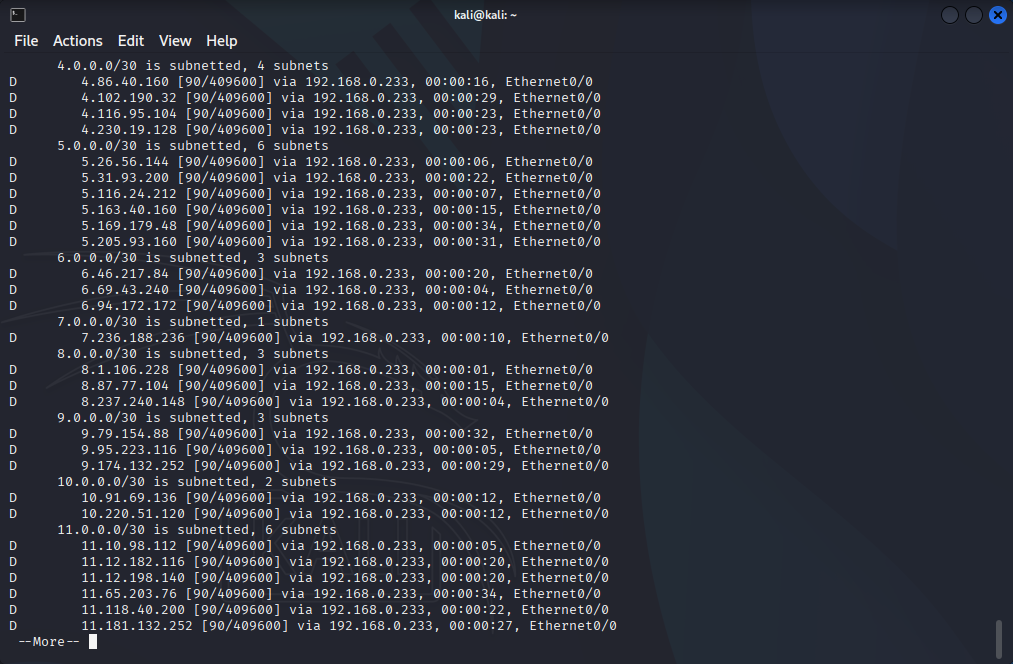 kali@kali: ~
File Actions Edit View Help
4.0.0.0/30 is subnetted, 4 subnets
D 4.86.40.160 [90/409600] via 192.168.0.233, 00:00:16, Ethernet0/0
D 4.102.190.32 [90/409600] via 192.168.0.233, 00:00:29, Ethernet0/0
D 4.116.95.104 [90/409600] via 192.168.0.233, 00:00:23, Ethernet0/0
D 4.230.19.128 [90/409600] via 192.168.0.233, 00:00:23, Ethernet0/0
5.0.0.0/30 is subnetted, 6 subnets
D 5.26.56.144 [90/409600] via 192.168.0.233, 00:00:06, Ethernet0/0
D 5.31.93.200 [90/409600] via 192.168.0.233, 00:00:22, Ethernet0/0
D 5.116.24.212 [90/409600] via 192.168.0.233, 00:00:07, Ethernet0/0
D 5.163.40.160 [90/409600] via 192.168.0.233, 00:00:15, Ethernet0/0
D 5.169.179.48 [90/409600] via 192.168.0.233, 00:00:34, Ethernet0/0
D 5.205.93.160 [90/409600] via 192.168.0.233, 00:00:31, Ethernet0/0
6.0.0.0/30 is subnetted, 3 subnets
D 6.46.217.84 [90/409600] via 192.168.0.233, 00:00:20, Ethernet0/0
D 6.69.43.240 [90/409600] via 192.168.0.233, 00:00:04, Ethernet0/0
D 6.94.172.172 [90/409600] via 192.168.0.233, 00:00:12, Ethernet0/0
7.0.0.0/30 is subnetted, 1 subnets
D 7.236.188.236 [90/409600] via 192.168.0.233, 00:00:10, Ethernet0/0
8.0.0.0/30 is subnetted, 3 subnets
D 8.1.106.228 [90/409600] via 192.168.0.233, 00:00:01, Ethernet0/0
D 8.87.77.104 [90/409600] via 192.168.0.233, 00:00:15, Ethernet0/0
D 8.237.240.148 [90/409600] via 192.168.0.233, 00:00:04, Ethernet0/0
9.0.0.0/30 is subnetted, 3 subnets
D 9.79.154.88 [90/409600] via 192.168.0.233, 00:00:32, Ethernet0/0
D 9.95.223.116 [90/409600] via 192.168.0.233, 00:00:05, Ethernet0/0
D 9.174.132.252 [90/409600] via 192.168.0.233, 00:00:29, Ethernet0/0
10.0.0.0/30 is subnetted, 2 subnets
D 10.91.69.136 [90/409600] via 192.168.0.233, 00:00:12, Ethernet0/0
D 10.220.51.120 [90/409600] via 192.168.0.233, 00:00:12, Ethernet0/0
11.0.0.0/30 is subnetted, 6 subnets
D 11.10.98.112 [90/409600] via 192.168.0.233, 00:00:05, Ethernet0/0
D 11.12.182.116 [90/409600] via 192.168.0.233, 00:00:20, Ethernet0/0
D 11.12.198.140 [90/409600] via 192.168.0.233, 00:00:20, Ethernet0/0
D 11.65.203.76 [90/409600] via 192.168.0.233, 00:00:34, Ethernet0/0
D 11.118.40.200 [90/409600] via 192.168.0.233, 00:00:22, Ethernet0/0
D 11.181.132.252 [90/409600] via 192.168.0.233, 00:00:27, Ethernet0/0
--More--